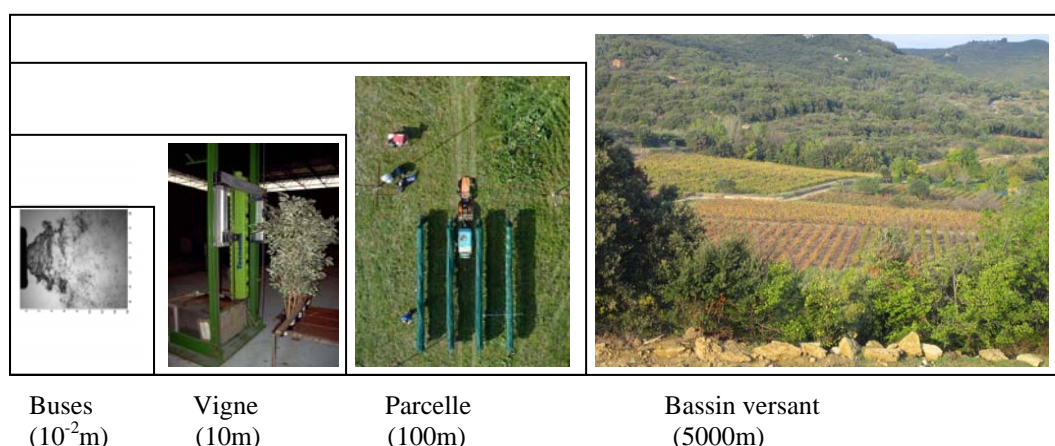 Buses Vigne Parcelle Bassin versant
(10⁻²m) (10m) (100m) (5000m)